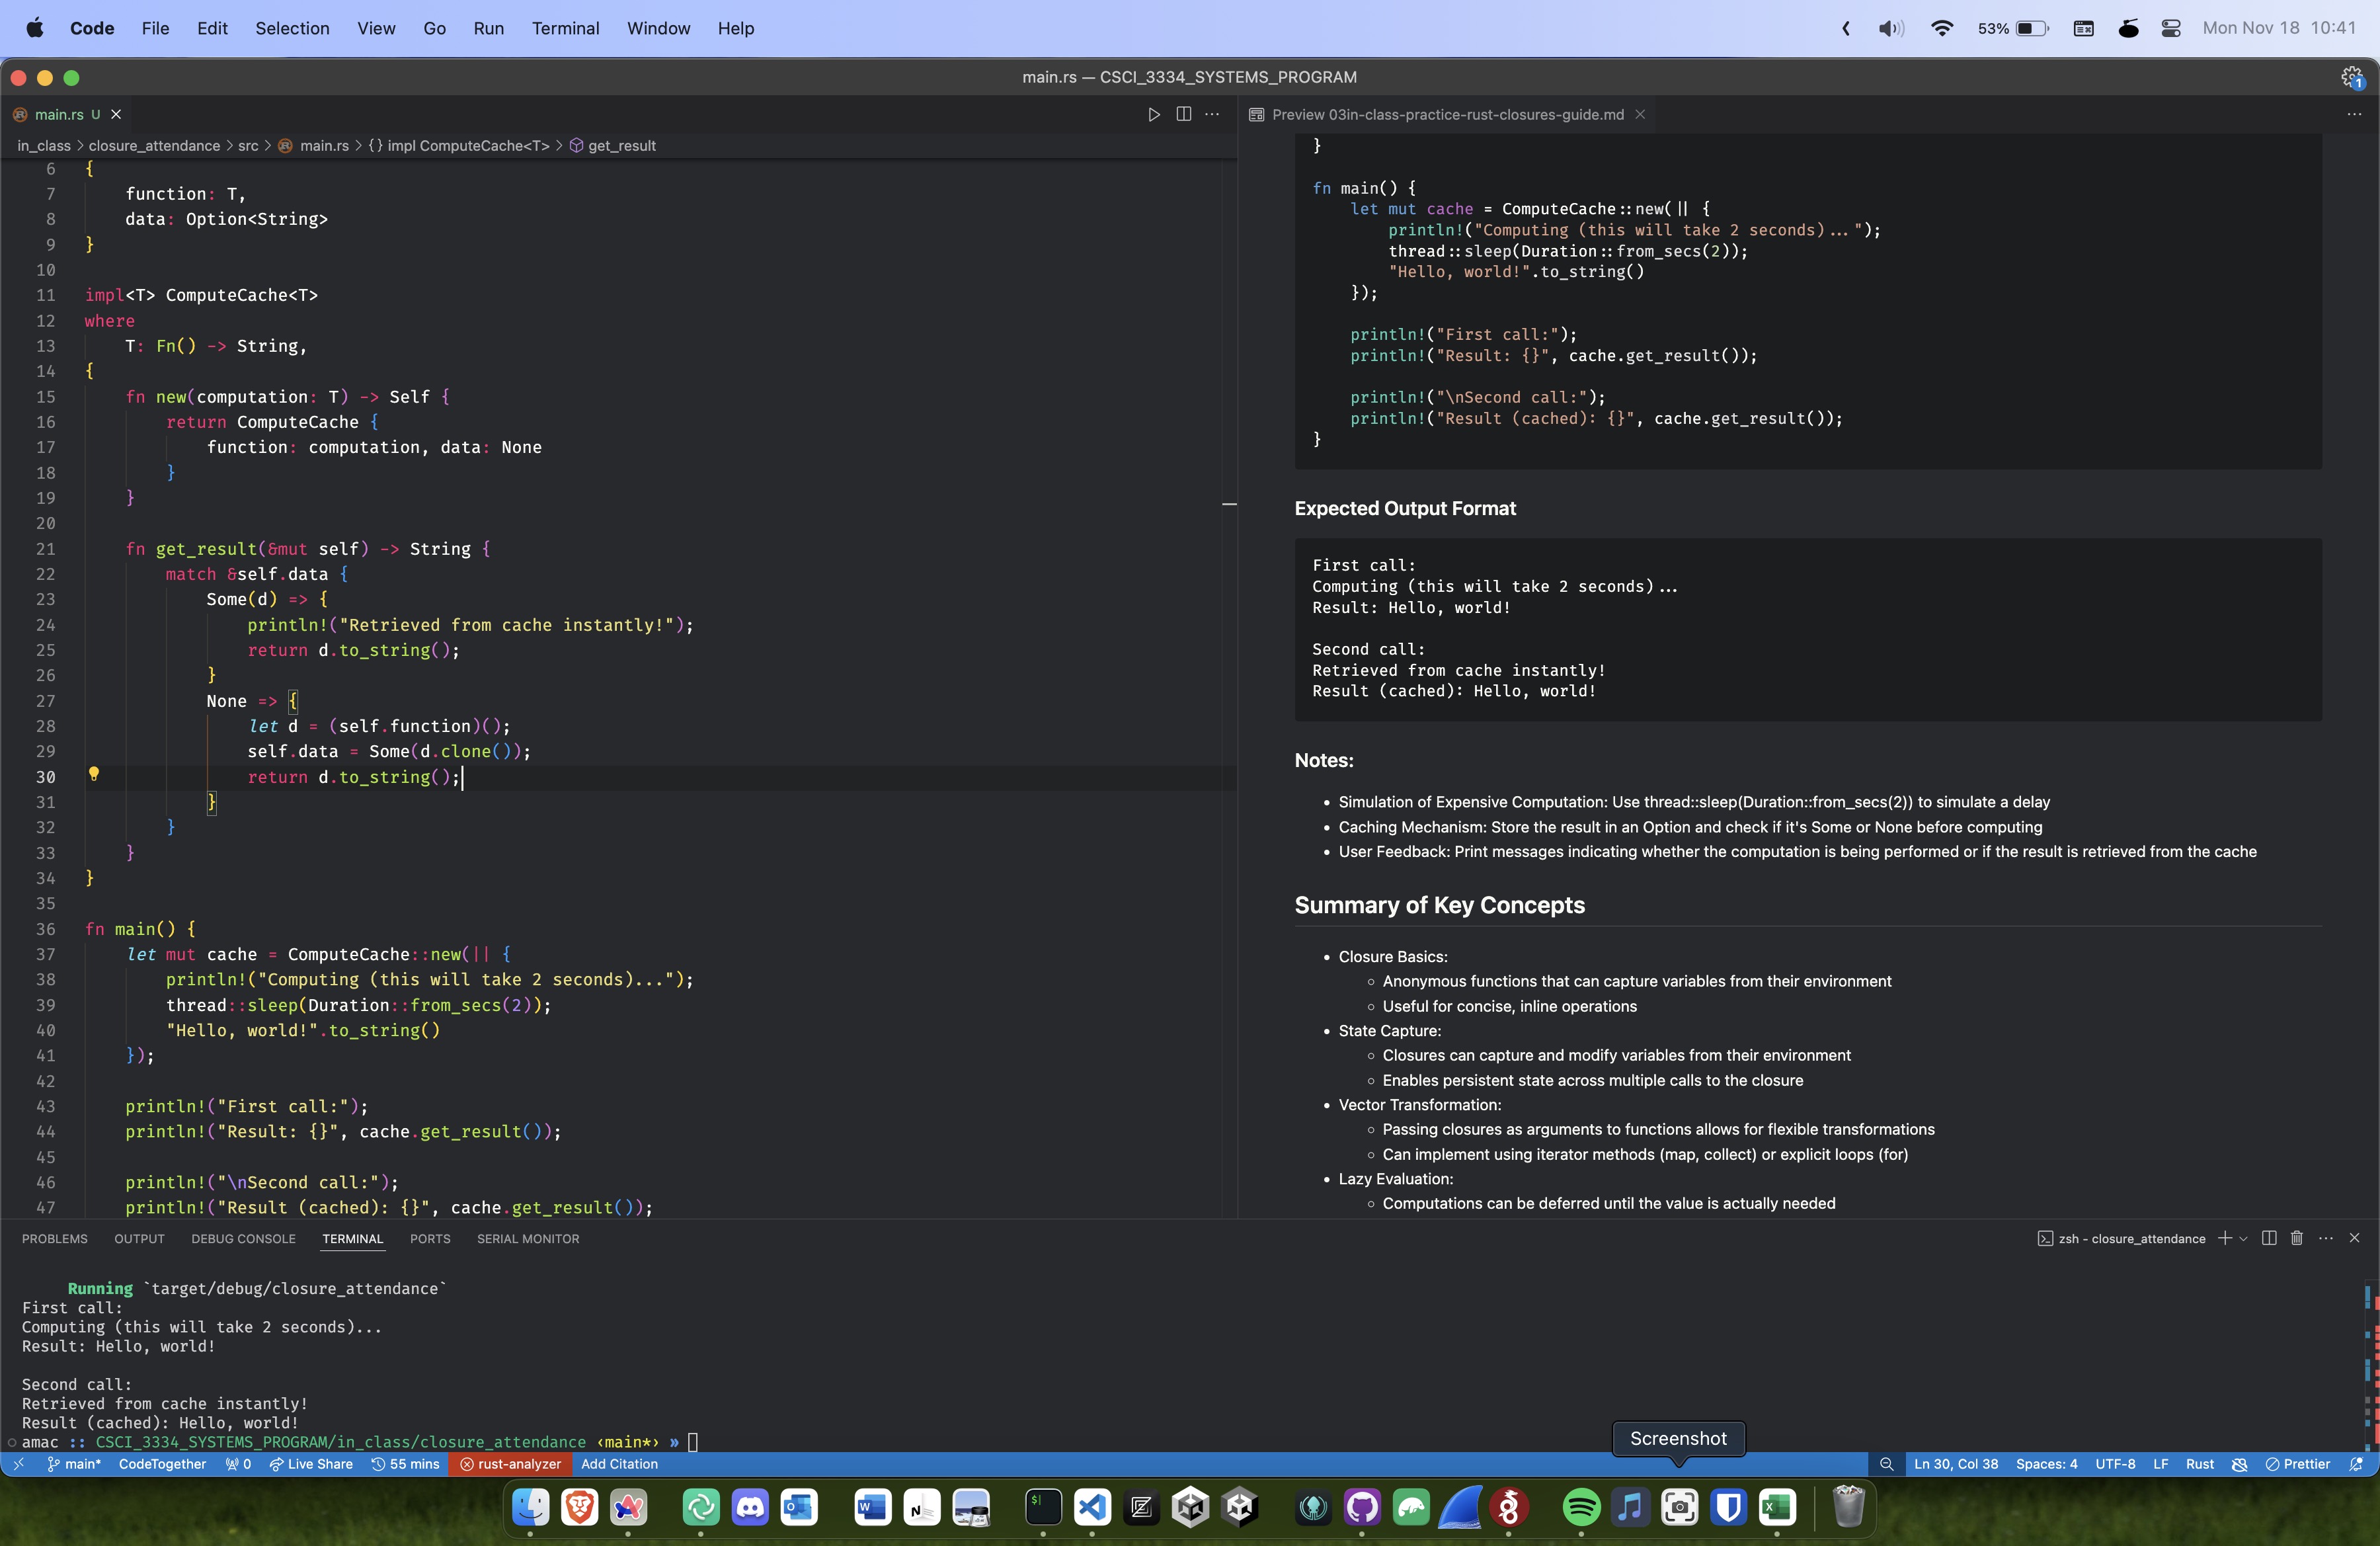 Code File Edit Selection View Go Run Terminal Window Help 53% Mon Nov 18 10:41
main.rs — CSCI_3334_SYSTEMS_PROGRAM
1
main.rs U
in_class > closure_attendance > src > main.rs > {} impl ComputeCache<T> > get_result
6 {
7     function: T,
8     data: Option<String>
9 }
10
11 impl<T> ComputeCache<T>
12 where
13     T: Fn() -> String,
14 {
15     fn new(computation: T) -> Self {
16         return ComputeCache {
17             function: computation, data: None
18         }
19     }
20
21     fn get_result(&mut self) -> String {
22         match &self.data {
23             Some(d) => {
24                 println!("Retrieved from cache instantly!");
25                 return d.to_string();
26             }
27             None => {
28                 let d = (self.function)();
29                 self.data = Some(d.clone());
30                 return d.to_string();
31             }
32         }
33     }
34 }
35
36 fn main() {
37     let mut cache = ComputeCache::new(|| {
38         println!("Computing (this will take 2 seconds)...");
39         thread::sleep(Duration::from_secs(2));
40         "Hello, world!".to_string()
41     });
42
43     println!("First call:");
44     println!("Result: {}", cache.get_result());
45
46     println!("\nSecond call:");
47     println!("Result (cached): {}", cache.get_result());
Preview 03in-class-practice-rust-closures-guide.md
}
fn main() {
    let mut cache = ComputeCache::new(|| {
        println!("Computing (this will take 2 seconds)...");
        thread::sleep(Duration::from_secs(2));
        "Hello, world!".to_string()
    });
    println!("First call:");
    println!("Result: {}", cache.get_result());
    println!("\nSecond call:");
    println!("Result (cached): {}", cache.get_result());
}
Expected Output Format
First call:
Computing (this will take 2 seconds)...
Result: Hello, world!
Second call:
Retrieved from cache instantly!
Result (cached): Hello, world!
Notes:
• Simulation of Expensive Computation: Use thread::sleep(Duration::from_secs(2)) to simulate a delay
• Caching Mechanism: Store the result in an Option and check if it's Some or None before computing
• User Feedback: Print messages indicating whether the computation is being performed or if the result is retrieved from the cache
Summary of Key Concepts
• Closure Basics:
○ Anonymous functions that can capture variables from their environment
○ Useful for concise, inline operations
• State Capture:
○ Closures can capture and modify variables from their environment
○ Enables persistent state across multiple calls to the closure
• Vector Transformation:
○ Passing closures as arguments to functions allows for flexible transformations
○ Can implement using iterator methods (map, collect) or explicit loops (for)
• Lazy Evaluation:
○ Computations can be deferred until the value is actually needed
PROBLEMS OUTPUT DEBUG CONSOLE TERMINAL PORTS SERIAL MONITOR zsh - closure_attendance
Running `target/debug/closure_attendance`
First call:
Computing (this will take 2 seconds)...
Result: Hello, world!
Second call:
Retrieved from cache instantly!
Result (cached): Hello, world!
amac :: CSCI_3334_SYSTEMS_PROGRAM/in_class/closure_attendance ‹main*› »
Screenshot
main* CodeTogether 0 Live Share 55 mins rust-analyzer Add Citation Ln 30, Col 38 Spaces: 4 UTF-8 LF Rust Prettier